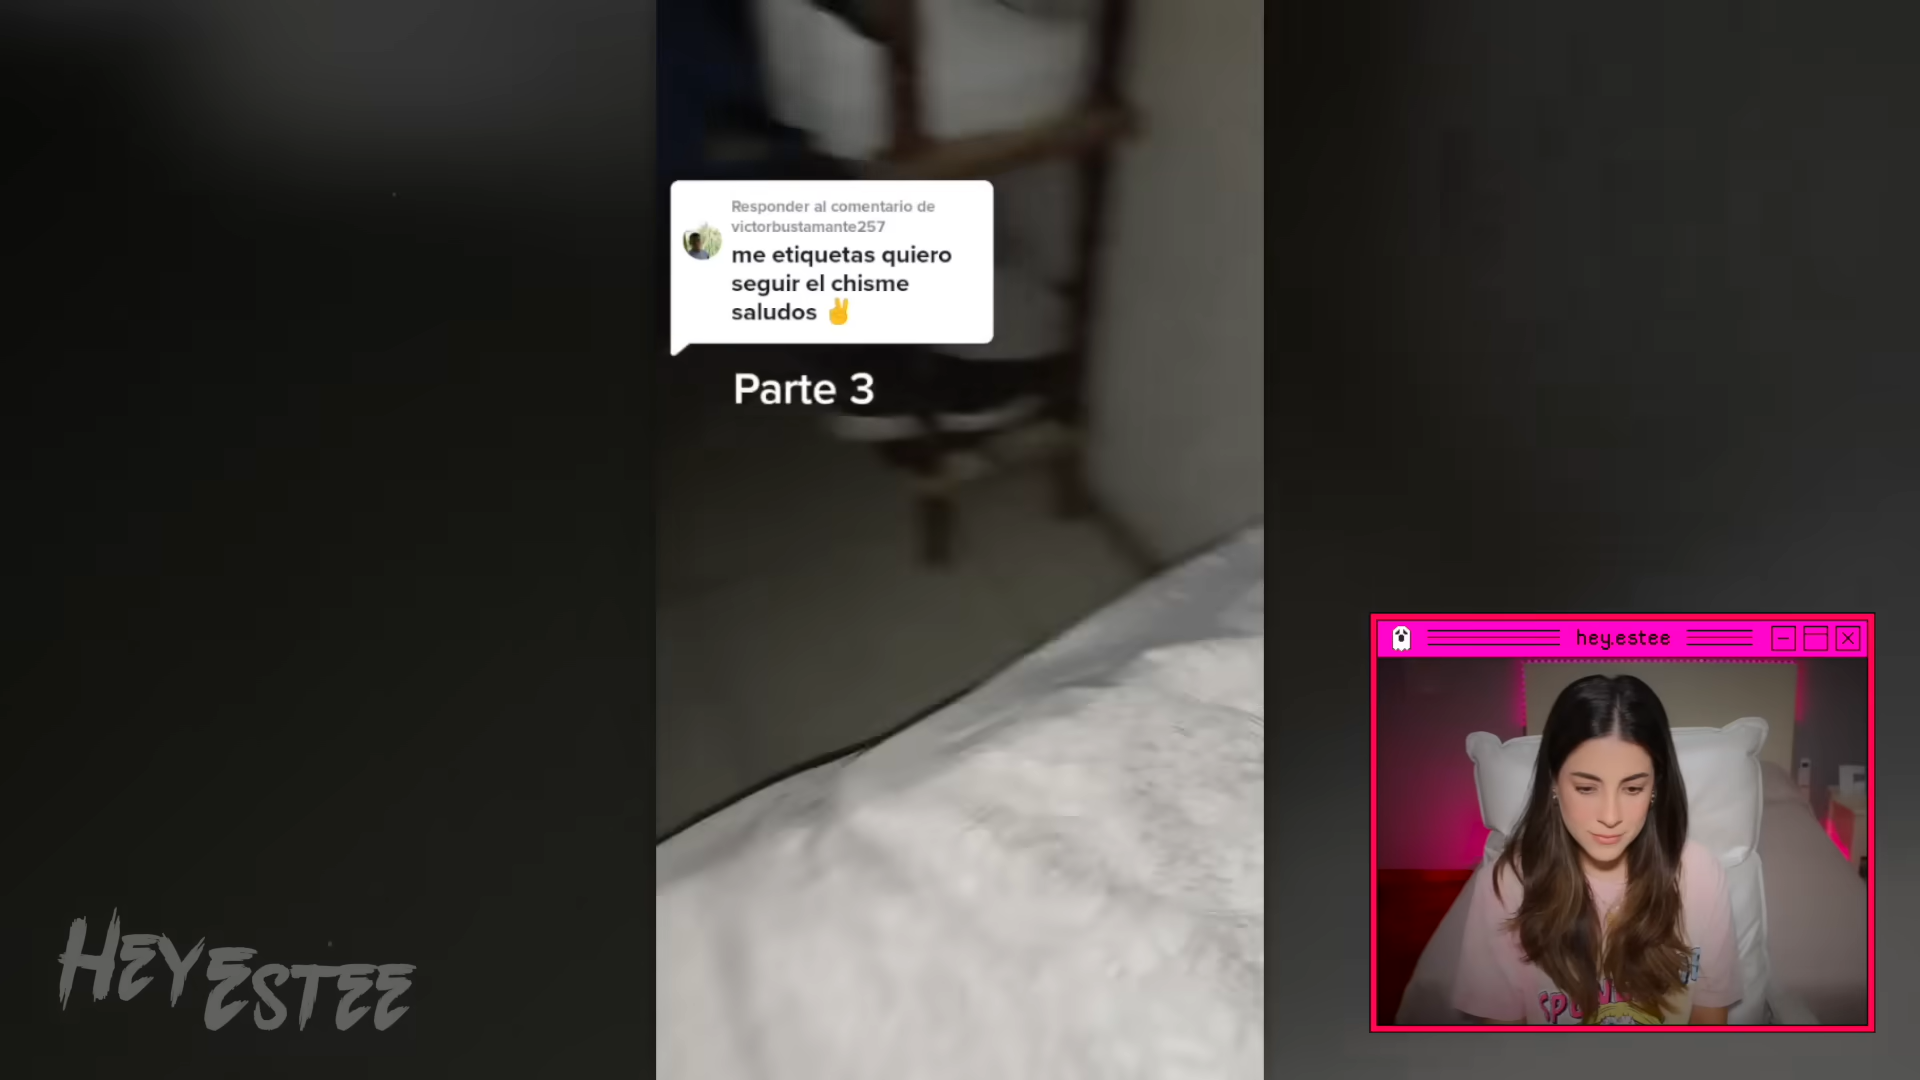 Responder al comentario de
victorbustamante257
me etiquetas quiero
seguir el chisme
saludos ✌️
Parte 3
hey.estee
HEYESTEE